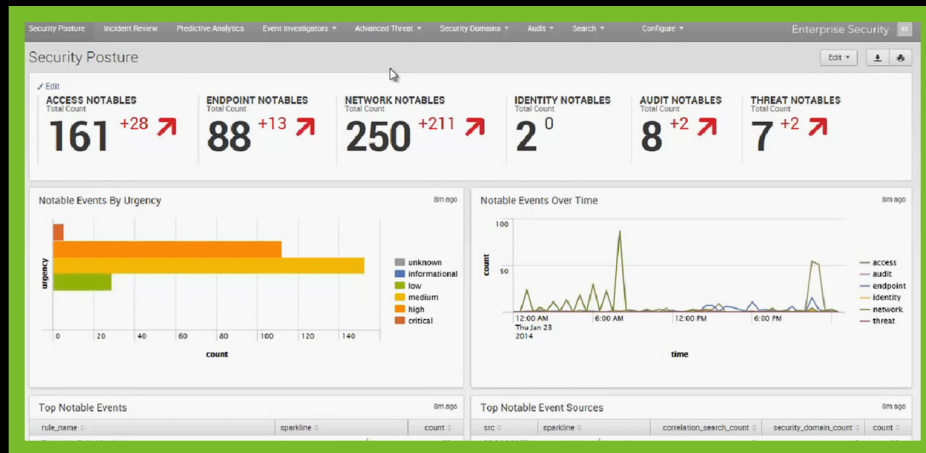 Security Posture Incident Review Predictive Analytics Event Investigators Advanced Threat Security Domains Audit Search Configure Enterprise Security
Security Posture
Edit
Edit
ACCESS NOTABLES
Total Count
161 +28
ENDPOINT NOTABLES
Total Count
88 +13
NETWORK NOTABLES
Total Count
250 +211
IDENTITY NOTABLES
Total Count
2 0
AUDIT NOTABLES
Total Count
8 +2
THREAT NOTABLES
Total Count
7 +2
Notable Events By Urgency 8m ago
urgency
unknown
informational
low
medium
high
critical
0 20 40 60 80 100 120 140
count
Notable Events Over Time 8m ago
100
50
count
access
audit
endpoint
identity
network
threat
12:00 AM 6:00 AM 12:00 PM 6:00 PM
Thu Jan 23
2014
time
Top Notable Events 8m ago
rule_name sparkline count
Top Notable Event Sources 8m ago
src sparkline correlation_search_count security_domain_count count